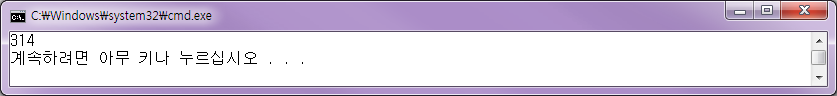 C:₩Windows₩system32₩cmd.exe
314
계속하려면 아무 키나 누르십시오 . . .